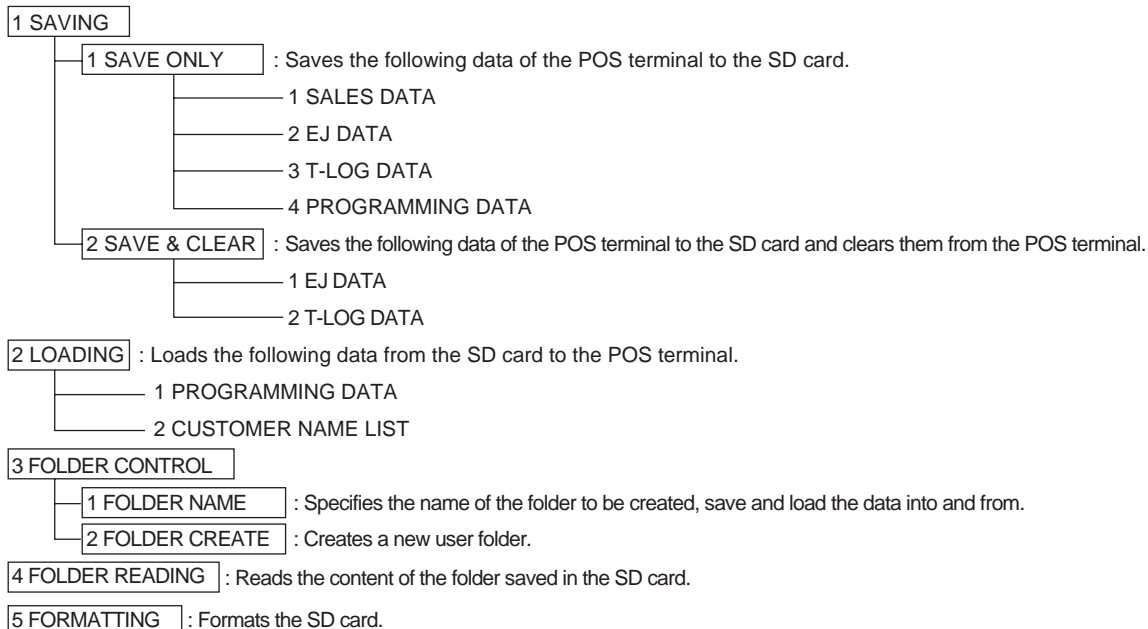 1 SAVING
1 SAVE ONLY : Saves the following data of the POS terminal to the SD card.
1 SALES DATA
2 EJ DATA
3 T-LOG DATA
4 PROGRAMMING DATA
2 SAVE & CLEAR : Saves the following data of the POS terminal to the SD card and clears them from the POS terminal.
1 EJ DATA
2 T-LOG DATA
2 LOADING : Loads the following data from the SD card to the POS terminal.
1 PROGRAMMING DATA
2 CUSTOMER NAME LIST
3 FOLDER CONTROL
1 FOLDER NAME : Specifies the name of the folder to be created, save and load the data into and from.
2 FOLDER CREATE : Creates a new user folder.
4 FOLDER READING : Reads the content of the folder saved in the SD card.
5 FORMATTING : Formats the SD card.